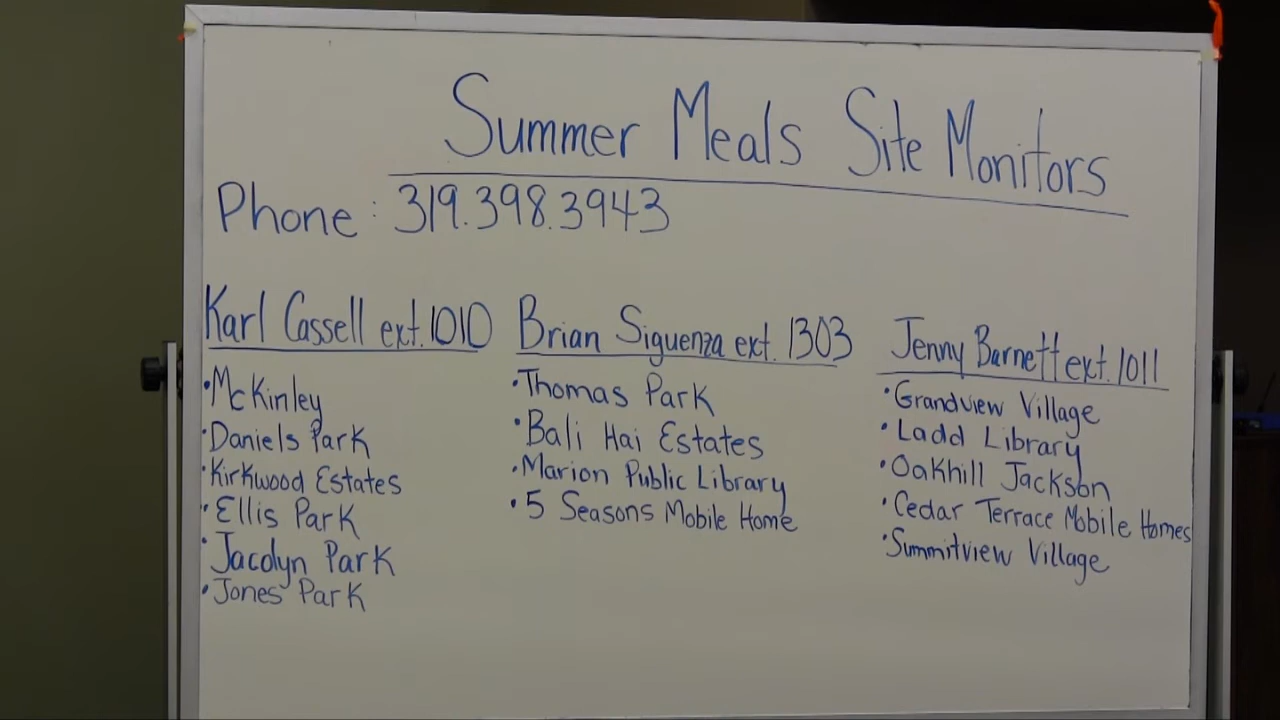 Summer Meals Site Monitors
Phone: 319.398.3943
Karl Cassell ext. 1010
• McKinley
• Daniels Park
• Kirkwood Estates
• Ellis Park
• Jacolyn Park
• Jones Park
Brian Siguenza ext. 1303
• Thomas Park
• Bali Hai Estates
• Marion Public Library
• 5 Seasons Mobile Home
Jenny Barnett ext. 1011
• Grandview Village
• Ladd Library
• Oakhill Jackson
• Cedar Terrace Mobile Homes
• Summitview Village